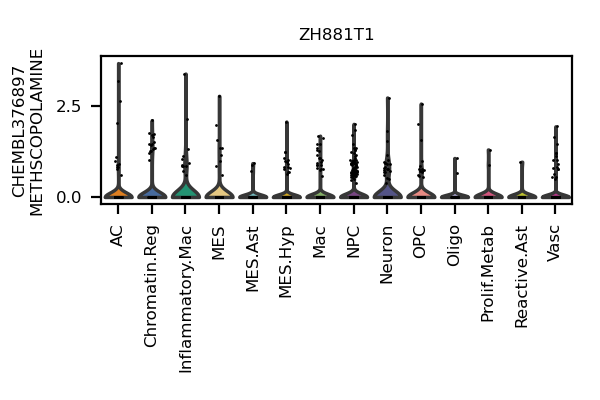 ZH881T1
CHEMBL376897
METHSCOPOLAMINE
2.5
0.0
AC
Chromatin.Reg
Inflammatory.Mac
MES
MES.Ast
MES.Hyp
Mac
NPC
Neuron
OPC
Oligo
Prolif.Metab
Reactive.Ast
Vasc